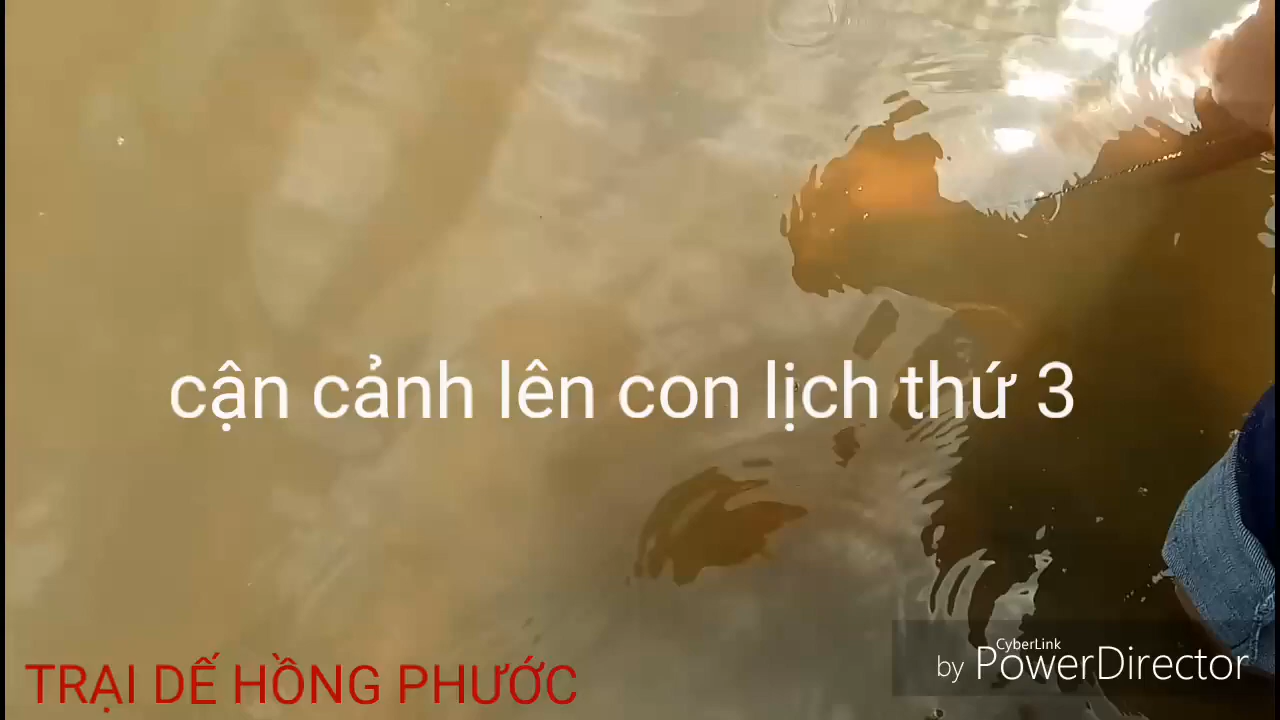 cận cảnh lên con lịch thứ 3
TRẠI DẾ HỒNG PHƯỚC
CyberLink
by PowerDirector